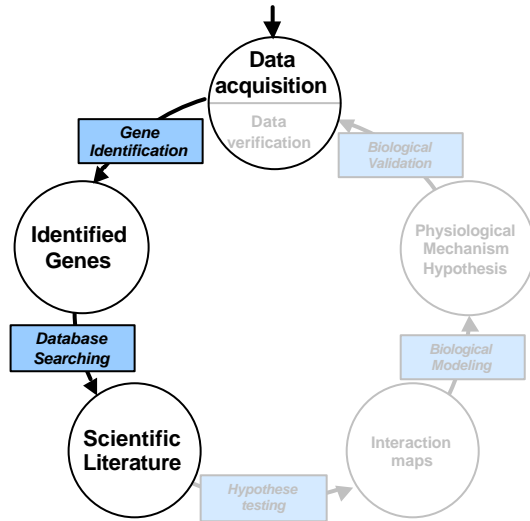 Data
acquisition
Data
verification
Gene
Identification
Biological
Validation
Identified
Genes
Physiological
Mechanism
Hypothesis
Database
Searching
Biological
Modeling
Scientific
Literature
Interaction
maps
Hypothese
testing